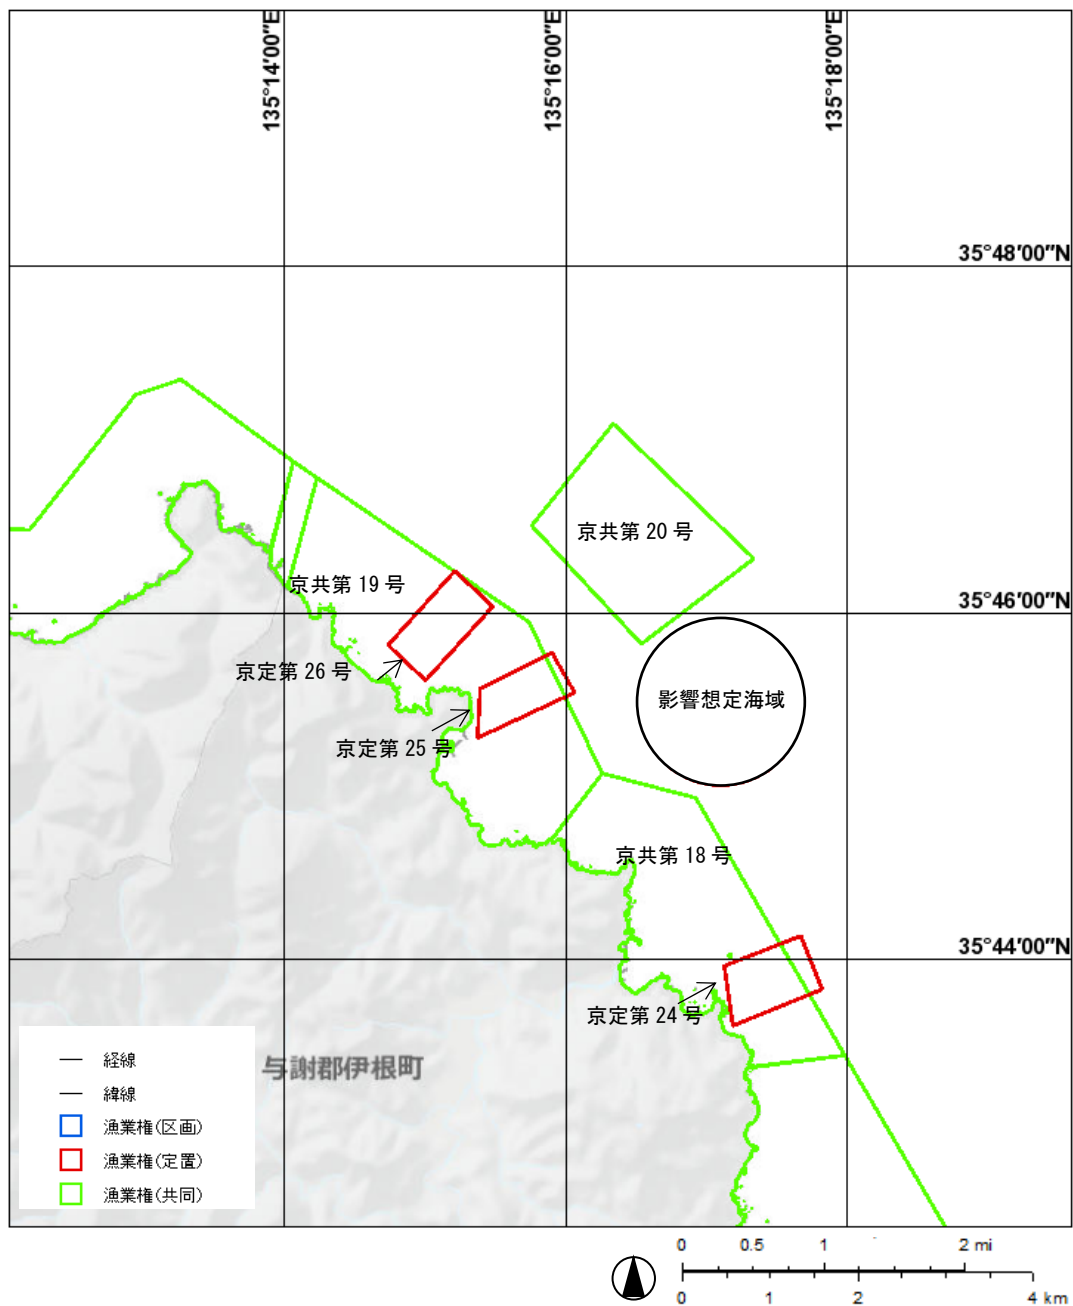 135°14′00″E
135°16′00″E
135°18′00″E
35°48′00″N
京共第 20 号
京共第 19 号
35°46′00″N
京定第 26 号
影響想定海域
京定第 25 号
京共第 18 号
35°44′00″N
京定第 24 号
与謝郡伊根町
経線
緯線
漁業権(区画)
漁業権(定置)
漁業権(共同)
0 0.5 1 2 mi
0 1 2 4 km